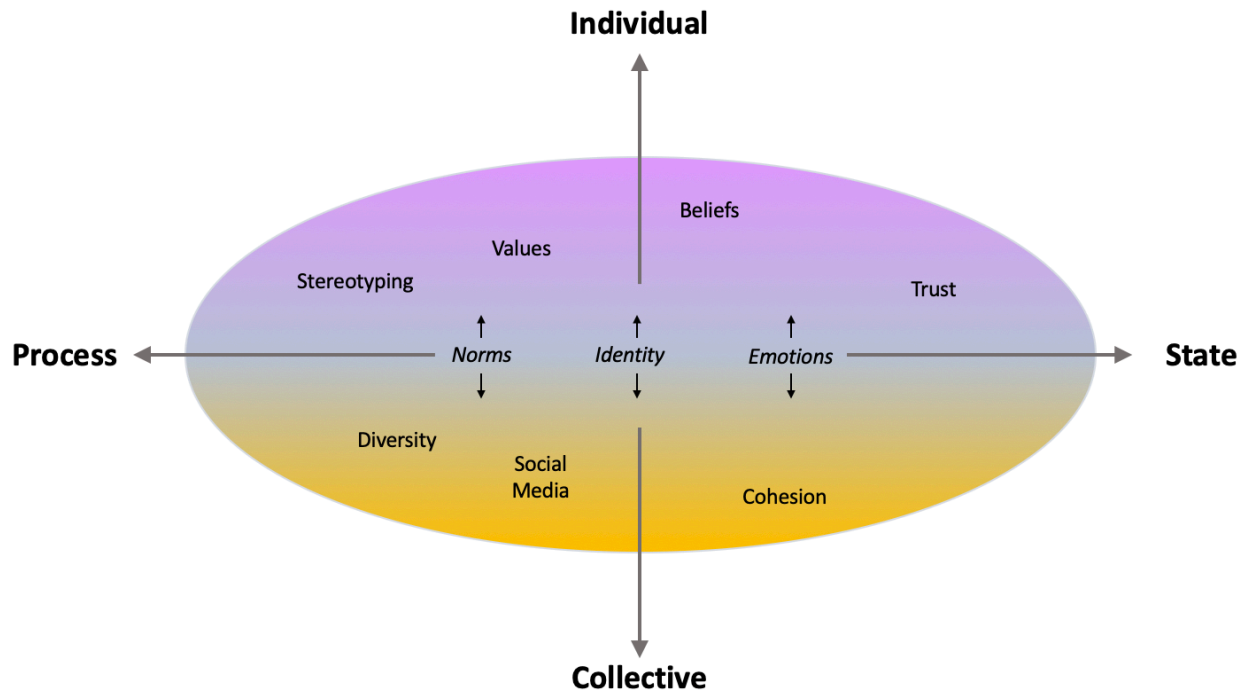 Individual
Beliefs
Values
Stereotyping
Trust
Process
Norms
Identity
Emotions
State
Diversity
Social
Media
Cohesion
Collective